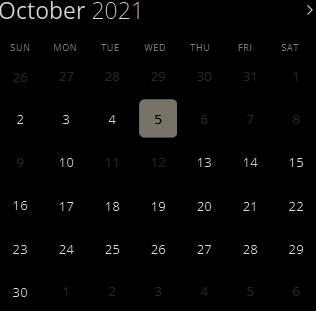 October 2021
SUN MON TUE WED THU FRI SAT
26 27 28 29 30 31 1
2 3 4 5 6 7 8
9 10 11 12 13 14 15
16 17 18 19 20 21 22
23 24 25 26 27 28 29
30 1 2 3 4 5 6